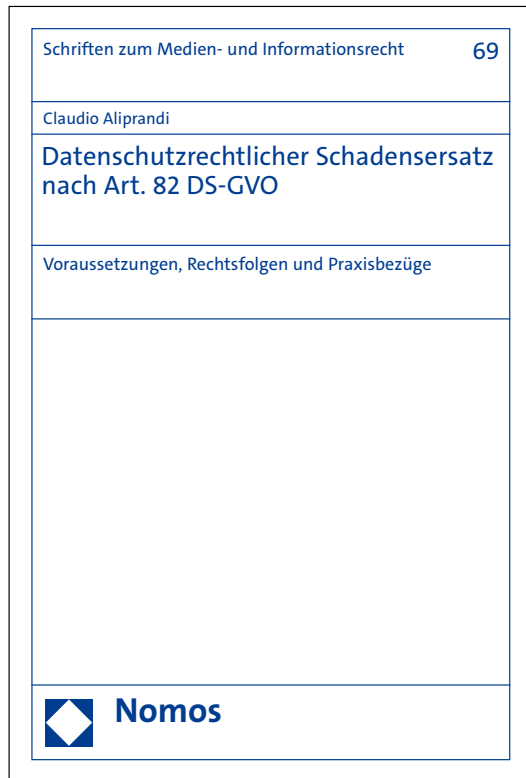 Schriften zum Medien- und Informationsrecht 69
Claudio Aliprandi
Datenschutzrechtlicher Schadensersatz
nach Art. 82 DS-GVO
Voraussetzungen, Rechtsfolgen und Praxisbezüge
Nomos